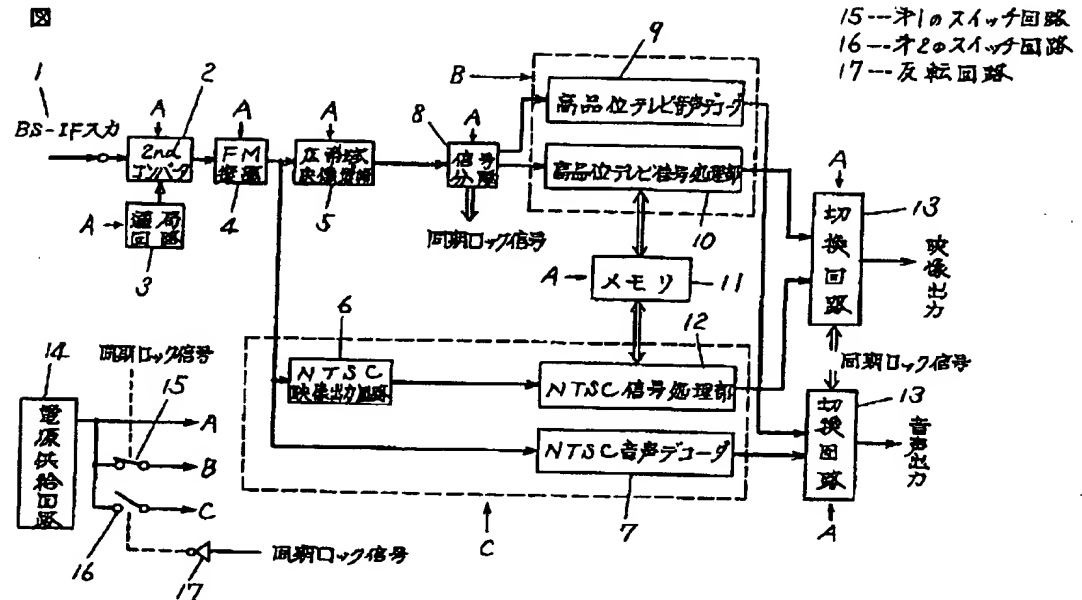 図
15---才1のスイッチ回路
16---才2のスイッチ回路
17---反転回路
1
BS-IF入力
A
2
2nd
コンバータ
A
選局
回路
3
A
FM
復調
4
A
広帯域
映像増幅
5
8
A
信号
分離
同期ロック信号
B
9
高品位テレビ音声デコーダ
高品位テレビ信号処理部
10
A
メモリ
11
A
切換回路
13
映像出力
同期ロック信号
6
NTSC
映像出力回路
12
NTSC信号処理部
NTSC音声デコーダ
7
C
13
切換回路
音声出力
A
14
電源供給回路
同期ロック信号
15
A
B
C
16
17
同期ロック信号